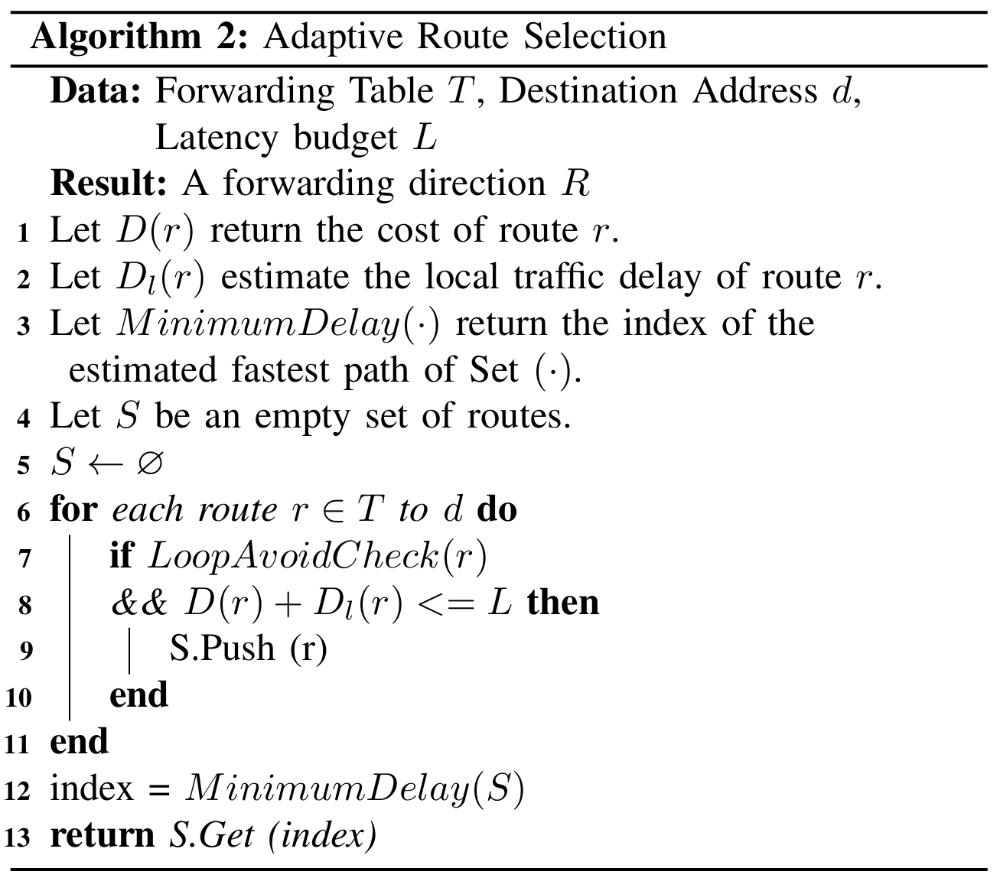 Algorithm 2: Adaptive Route Selection
Data: Forwarding Table T, Destination Address d,
Latency budget L
Result: A forwarding direction R
1 Let D(r) return the cost of route r.
2 Let D_l(r) estimate the local traffic delay of route r.
3 Let MinimumDelay(·) return the index of the
estimated fastest path of Set (·).
4 Let S be an empty set of routes.
5 S ← ∅
6 for each route r ∈ T to d do
7 if LoopAvoidCheck(r)
8 && D(r) + D_l(r) <= L then
9 S.Push (r)
10 end
11 end
12 index = MinimumDelay(S)
13 return S.Get (index)